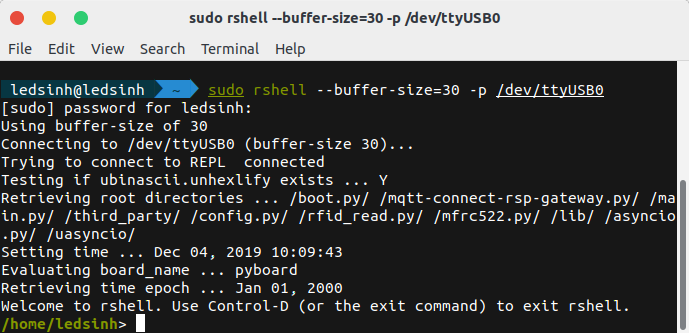 sudo rshell --buffer-size=30 -p /dev/ttyUSB0
File Edit View Search Terminal Help
ledsinh@ledsinh ~ sudo rshell --buffer-size=30 -p /dev/ttyUSB0
[sudo] password for ledsinh:
Using buffer-size of 30
Connecting to /dev/ttyUSB0 (buffer-size 30)...
Trying to connect to REPL  connected
Testing if ubinascii.unhexlify exists ... Y
Retrieving root directories ... /boot.py/ /mqtt-connect-rsp-gateway.py/ /ma
in.py/ /third_party/ /config.py/ /rfid_read.py/ /mfrc522.py/ /lib/ /asyncio
.py/ /uasyncio/
Setting time ... Dec 04, 2019 10:09:43
Evaluating board_name ... pyboard
Retrieving time epoch ... Jan 01, 2000
Welcome to rshell. Use Control-D (or the exit command) to exit rshell.
/home/ledsinh>